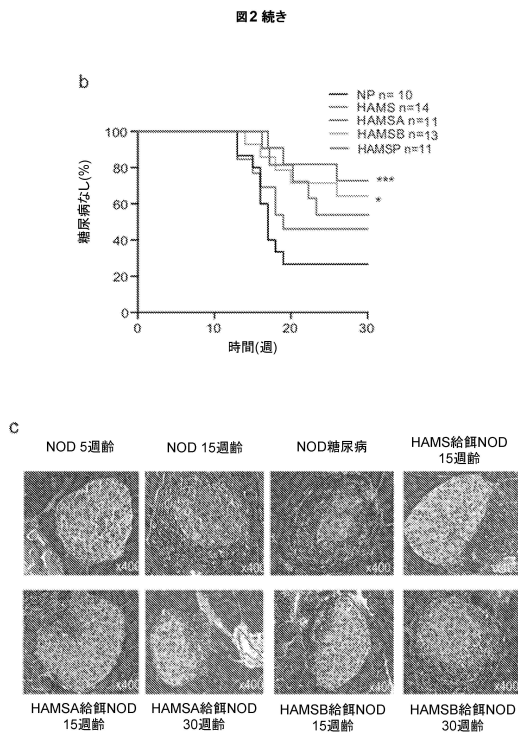 図2 続き
b
NP n= 10
HAMS n=14
HAMSA n=11
HAMSB n=13
HAMSP n=11
100
80
60
40
20
0
糖尿病なし(%)
***
*
0
10
20
30
時間(週)
c
NOD 5週齢
NOD 15週齢
NOD糖尿病
HAMS給餌NOD
15週齢
x400
x400
x400
x400
x400
x400
x400
x400
HAMSA給餌NOD
15週齢
HAMSA給餌NOD
30週齢
HAMSB給餌NOD
15週齢
HAMSB給餌NOD
30週齢